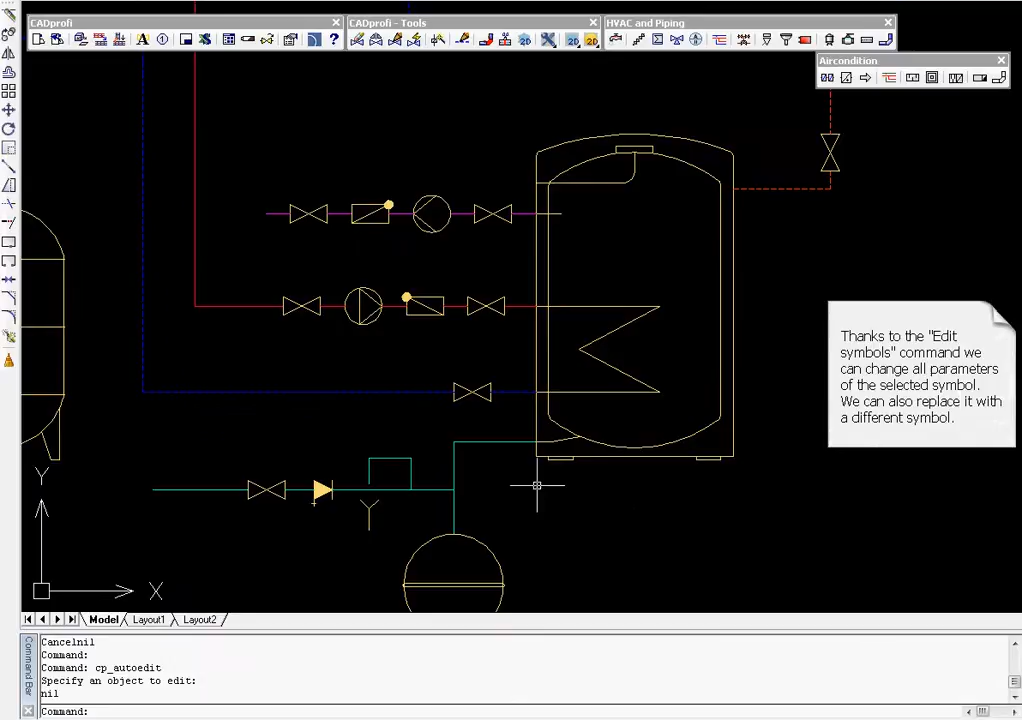 CADprofi
CADprofi - Tools
HVAC and Piping
Aircondition
Thanks to the "Edit
symbols" command we
can change all parameters
of the selected symbol.
We can also replace it with
a different symbol.
Y
X
Model
Layout1
Layout2
Command Bar
Cancelnil
Command:
Command: cp_autoedit
Specify an object to edit:
nil
Command: